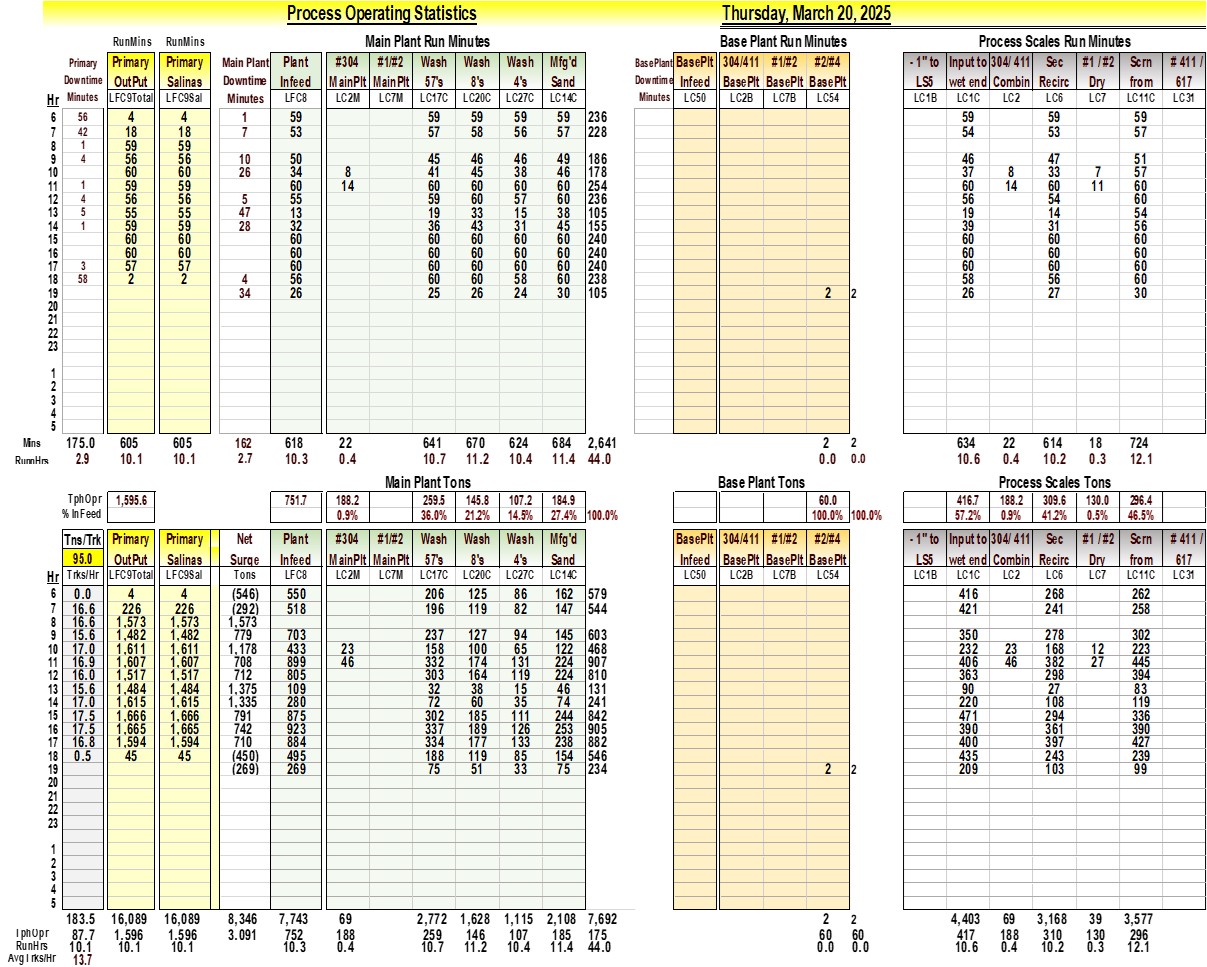 Process Operating Statistics Thursday, March 20, 2025
RunMins RunMins Main Plant Run Minutes Base Plant Run Minutes Process Scales Run Minutes
Primary Primary Primary Main Plant Plant #304 #1/#2 Wash Wash Wash Mfg'd BasePlant BasePlt 304/411 #1/#2 #2/#4 - 1" to Input to 304/ 411 Sec #1 / #2 Scrn # 411 /
Downtime OutPut Salinas Downtime Infeed MainPlt MainPlt 57's 8's 4's Sand Downtime Infeed BasePlt BasePlt BasePlt LS5 wet end Combin Recirc Dry from 617
Hr Minutes LFC9Total LFC9Sal Minutes LFC8 LC2M LC7M LC17C LC20C LC27C LC14C Minutes LC50 LC2B LC7B LC54 LC1B LC1C LC2 LC6 LC7 LC11C LC31
6 56 4 4 1 59 59 59 59 59 236 59 53 59
7 42 18 18 7 53 57 58 56 57 228 54 53 57
8 1 59 59
9 4 56 56 10 50 45 46 46 49 186 46 47 51
10 60 60 26 34 8 41 45 38 46 178 37 8 33 7 57
11 1 59 59 60 14 60 60 60 60 254 60 14 60 11 60
12 4 56 56 5 55 59 60 57 60 236 56 54 60
13 5 55 55 47 13 19 33 15 38 105 19 14 54
14 1 59 59 28 32 36 43 31 45 155 39 31 56
15 60 60 60 60 60 60 60 240 60 60 60
16 60 60 60 60 60 60 60 240 60 60 60
17 3 57 57 60 60 60 60 60 240 60 60 60
18 58 2 2 4 56 60 60 58 60 238 58 56 60
19 34 26 25 26 24 30 105 2 2 26 27 30
20
21
22
23
1
2
3
4
5
Mins 175.0 605 605 162 618 22 641 670 624 684 2,641 2 2 634 22 614 18 724
RunnHrs 2.9 10.1 10.1 2.7 10.3 0.4 10.7 11.2 10.4 11.4 44.0 0.0 0.0 10.6 0.4 10.2 0.3 12.1
Main Plant Tons Base Plant Tons Process Scales Tons
TphOpr 1,595.6 751.7 188.2 259.5 145.8 107.2 184.9 60.0 416.7 188.2 309.6 130.0 296.4
% InFeed 0.9% 36.0% 21.2% 14.5% 27.4% 100.0% 100.0% 100.0% 57.2% 0.9% 41.2% 0.5% 46.5%
Tns/Trk Primary Primary Net Plant #304 #1/#2 Wash Wash Wash Mfg'd BasePlt 304/411 #1/#2 #2/#4 - 1" to Input to 304/ 411 Sec #1 / #2 Scrn # 411 /
95.0 OutPut Salinas Surge Infeed MainPlt MainPlt 57's 8's 4's Sand Infeed BasePlt BasePlt BasePlt LS5 wet end Combin Recirc Dry from 617
Hr Trks/Hr LFC9Total LFC9Sal Tons LFC8 LC2M LC7M LC17C LC20C LC27C LC14C LC50 LC2B LC7B LC54 LC1B LC1C LC2 LC6 LC7 LC11C LC31
6 0.0 4 4 (546) 550 206 125 86 162 579 416 268 262
7 16.6 226 226 (292) 518 196 119 82 147 544 421 241 258
8 16.6 1,573 1,573 1,573
9 15.6 1,482 1,482 779 703 237 127 94 145 603 350 278 302
10 17.0 1,611 1,611 1,178 433 23 158 100 65 122 468 232 23 168 12 223
11 16.9 1,607 1,607 708 899 46 332 174 131 224 907 406 46 382 27 445
12 16.0 1,517 1,517 712 805 303 164 119 224 810 363 298 394
13 15.6 1,484 1,484 1,375 109 32 38 15 46 131 90 27 83
14 17.0 1,615 1,615 1,335 280 72 60 35 74 241 220 108 119
15 17.5 1,666 1,666 791 875 302 185 111 244 842 471 294 336
16 17.5 1,665 1,665 742 923 337 189 126 253 905 390 361 390
17 16.8 1,594 1,594 710 884 334 177 133 238 882 400 397 427
18 0.5 45 45 (450) 495 188 119 85 154 546 435 243 239
19 (269) 269 75 51 33 75 234 2 2 209 103 99
20
21
22
23
1
2
3
4
5
183.5 16,089 16,089 8,346 7,743 69 2,772 1,628 1,115 2,108 7,692 2 2 4,403 69 3,168 39 3,577
TphOpr 87.7 1,596 1,596 3.091 752 188 259 146 107 185 175 60 60 417 188 310 130 296
RunHrs 10.1 10.1 10.1 10.3 0.4 10.7 11.2 10.4 11.4 44.0 0.0 0.0 10.6 0.4 10.2 0.3 12.1
Avg Trks/Hr 13.7